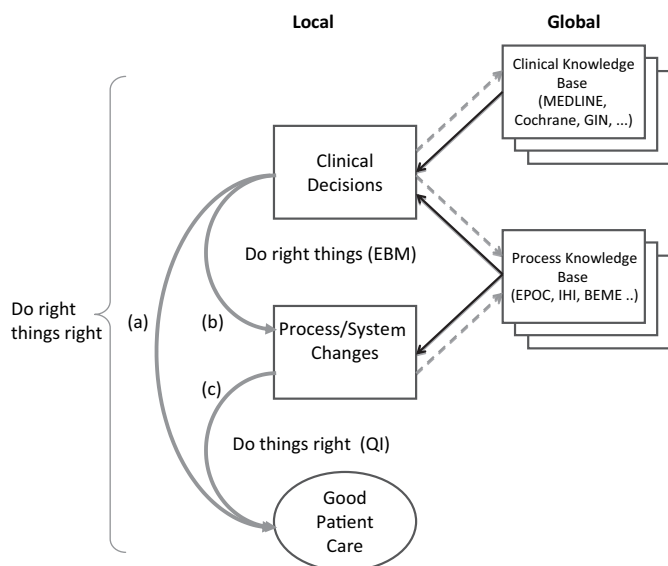 Local
Global
Clinical Knowledge
Base
(MEDLINE,
Cochrane, GIN, ...)
Clinical
Decisions
Do right things (EBM)
Process Knowledge
Base
(EPOC, IHI, BEME ..)
Do right
things right
(a)
(b)
Process/System
Changes
(c)
Do things right (QI)
Good
Patient
Care